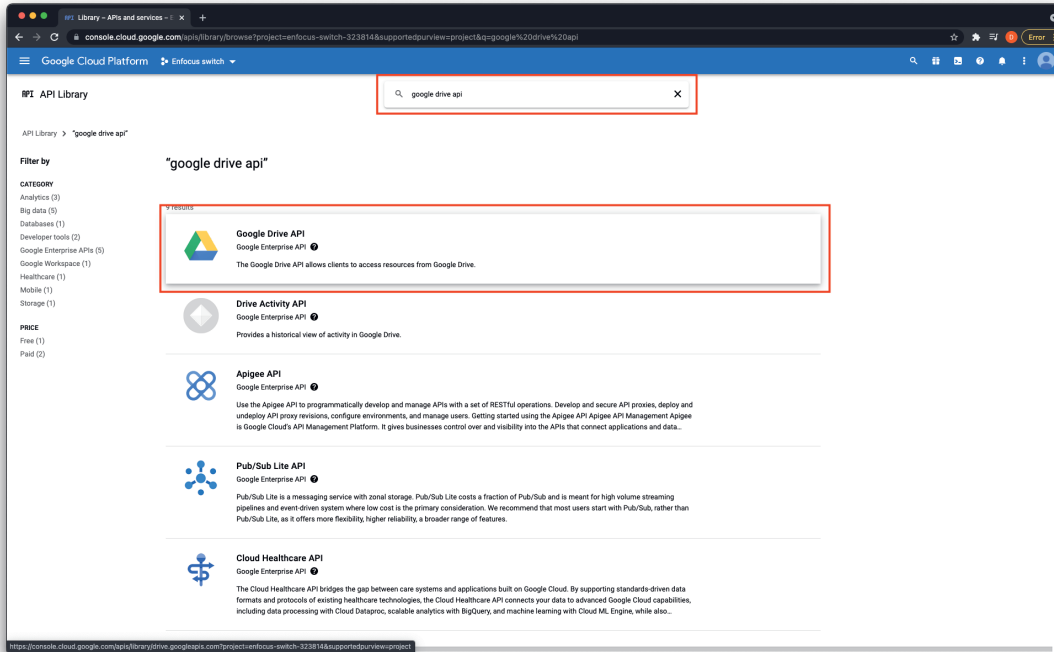 API Library – APIs and services – E
console.cloud.google.com/apis/library/browse?project=enfocus-switch-323814&supportedpurview=project&q=google%20drive%20api
D
Error
Google Cloud Platform
Enfocus switch
API API Library
google drive api
API Library > "google drive api"
Filter by
"google drive api"
CATEGORY
Analytics (3)
Big data (5)
Databases (1)
Developer tools (2)
Google Enterprise APIs (5)
Google Workspace (1)
Healthcare (1)
Mobile (1)
Storage (1)
PRICE
Free (1)
Paid (2)
9 results
Google Drive API
Google Enterprise API
The Google Drive API allows clients to access resources from Google Drive.
Drive Activity API
Google Enterprise API
Provides a historical view of activity in Google Drive.
Apigee API
Google Enterprise API
Use the Apigee API to programmatically develop and manage APIs with a set of RESTful operations. Develop and secure API proxies, deploy and
undeploy API proxy revisions, configure environments, and manage users. Getting started using the Apigee API Apigee API Management Apigee
is Google Cloud's API Management Platform. It gives businesses control over and visibility into the APIs that connect applications and data...
Pub/Sub Lite API
Google Enterprise API
Pub/Sub Lite is a messaging service with zonal storage. Pub/Sub Lite costs a fraction of Pub/Sub and is meant for high volume streaming
pipelines and event-driven system where low cost is the primary consideration. We recommend that most users start with Pub/Sub, rather than
Pub/Sub Lite, as it offers more flexibility, higher reliability, a broader range of features.
Cloud Healthcare API
Google Enterprise API
The Cloud Healthcare API bridges the gap between care systems and applications built on Google Cloud. By supporting standards-driven data
formats and protocols of existing healthcare technologies, the Cloud Healthcare API connects your data to advanced Google Cloud capabilities,
including data processing with Cloud Dataproc, scalable analytics with BigQuery, and machine learning with Cloud ML Engine, while also...
https://console.cloud.google.com/apis/library/drive.googleapis.com?project=enfocus-switch-323814&supportedpurview=project